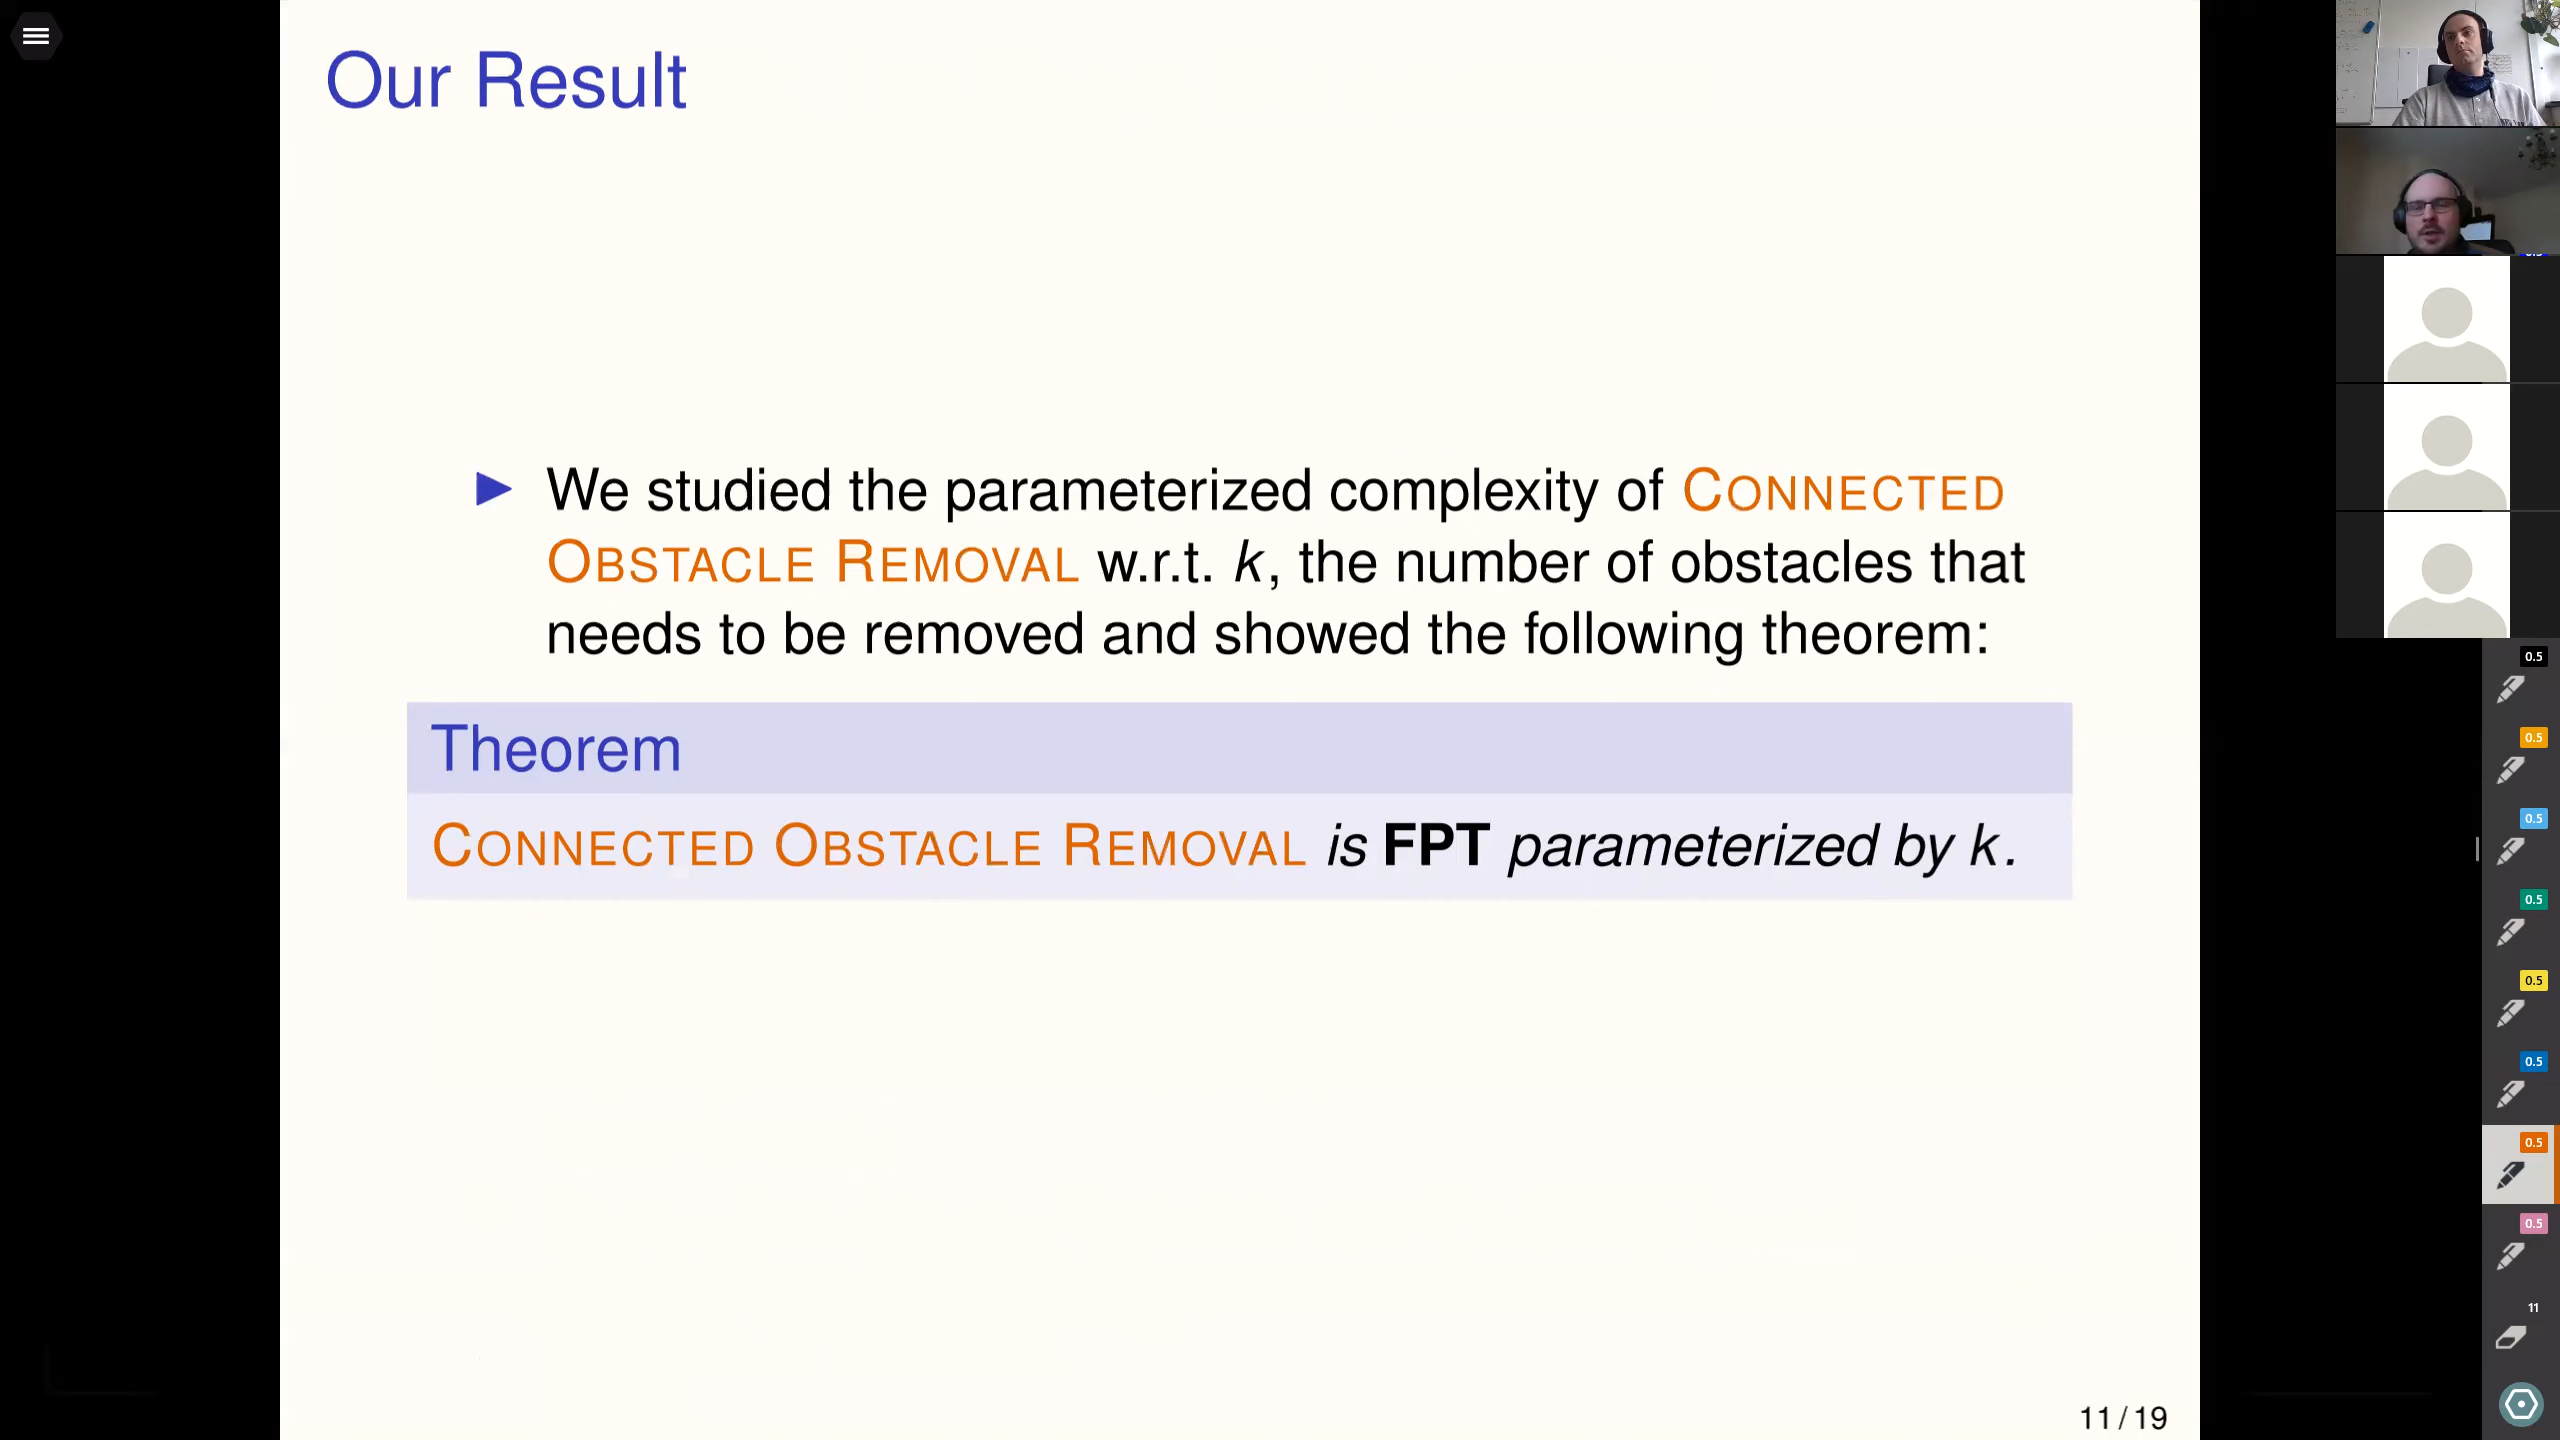 Our Result
▶ We studied the parameterized complexity of CONNECTED
OBSTACLE REMOVAL w.r.t. k, the number of obstacles that
needs to be removed and showed the following theorem:
Theorem
CONNECTED OBSTACLE REMOVAL is FPT parameterized by k.
11/19
0.5
0.5
0.5
0.5
0.5
0.5
0.5
0.5
11